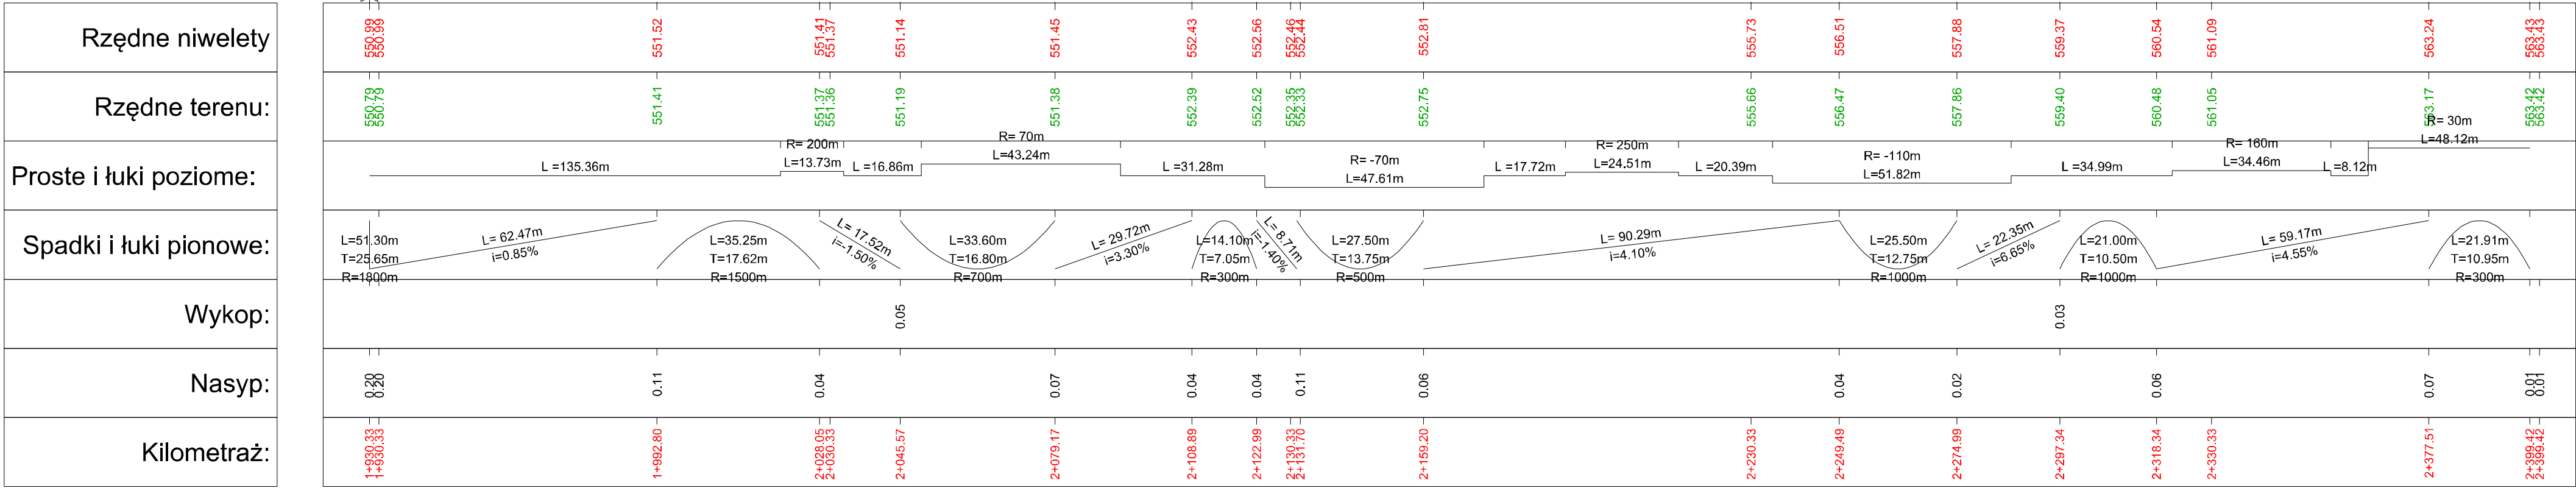 Rzędne niwelety
550.99 550.99 551.52 551.41 551.37 551.14 551.45 552.43 552.56 552.46 552.44 552.81 555.73 556.51 557.88 559.37 560.54 561.09 563.24 563.43 563.43
Rzędne terenu:
550.79 550.79 551.41 551.37 551.36 551.19 551.38 552.39 552.52 552.35 552.33 552.75 555.66 556.47 557.86 559.40 560.48 561.05 563.17 563.42 563.42
Proste i łuki poziome:
L =135.36m
R= 200m
L=13.73m
L =16.86m
R= 70m
L=43.24m
L =31.28m
R= -70m
L=47.61m
L =17.72m
R= 250m
L=24.51m
L =20.39m
R= -110m
L=51.82m
L =34.99m
R= 160m
L=34.46m
L =8.12m
R= 30m
L=48.12m
Spadki i łuki pionowe:
L=51.30m
T=25.65m
R=1800m
L= 62.47m
i=0.85%
L=35.25m
T=17.62m
R=1500m
L= 17.52m
i=-1.50%
L=33.60m
T=16.80m
R=700m
L= 29.72m
i=3.30%
L=14.10m
T=7.05m
R=300m
L= 8.71m
i=-1.40%
L=27.50m
T=13.75m
R=500m
L= 90.29m
i=4.10%
L=25.50m
T=12.75m
R=1000m
L= 22.35m
i=6.65%
L=21.00m
T=10.50m
R=1000m
L= 59.17m
i=4.55%
L=21.91m
T=10.95m
R=300m
Wykop:
0.05 0.03
Nasyp:
0.20 0.20 0.11 0.04 0.07 0.04 0.04 0.11 0.06 0.04 0.02 0.06 0.07 0.01 0.01
Kilometraż:
1+930.33 1+930.33 1+992.80 2+028.05 2+030.33 2+045.57 2+079.17 2+108.89 2+122.99 2+130.33 2+131.70 2+159.20 2+230.33 2+249.49 2+274.99 2+297.34 2+318.34 2+330.33 2+377.51 2+399.42 2+399.42